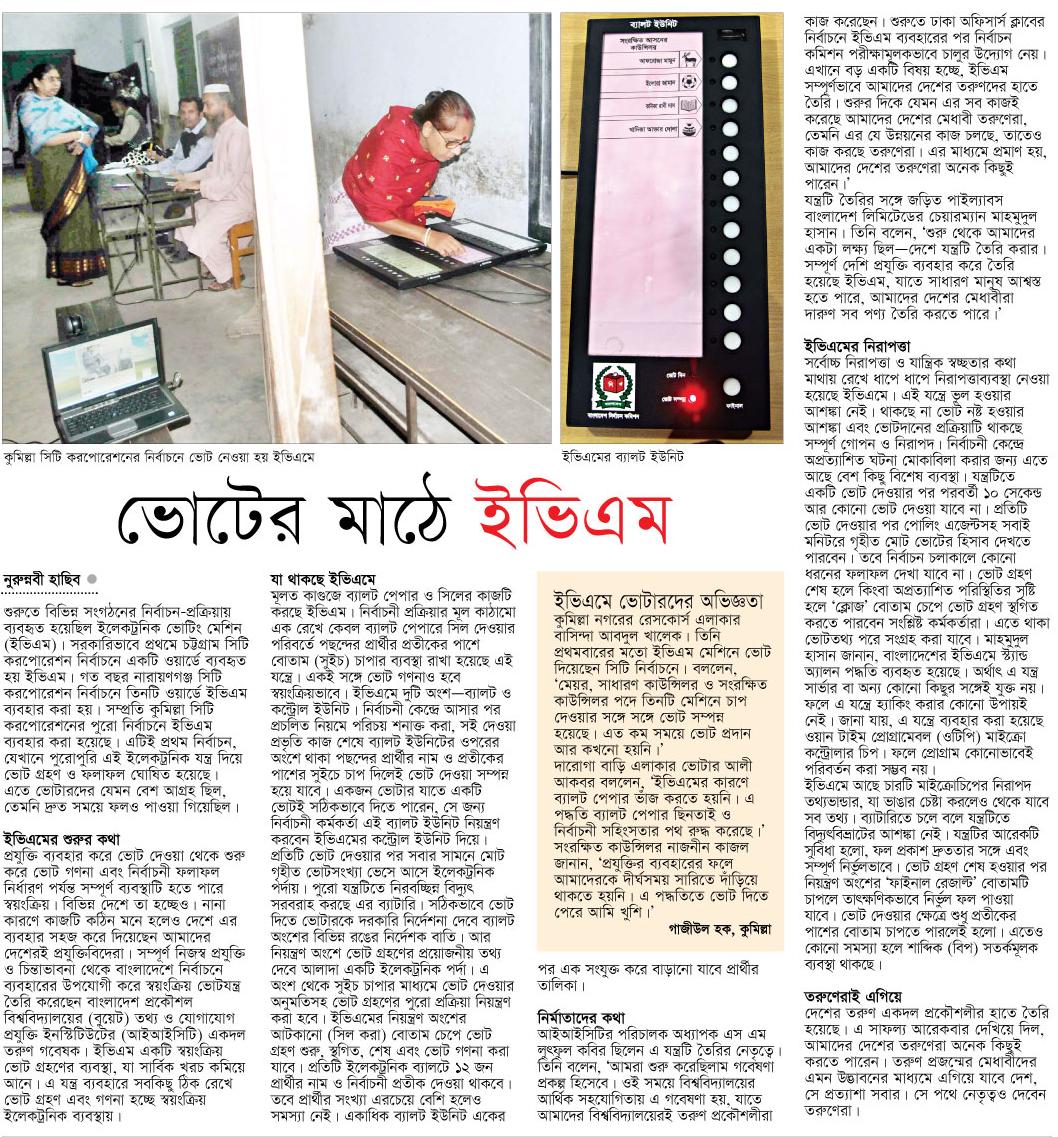 ব্যালট ইউনিট
সংরক্ষিত আসনের
কাউন্সিলর
আফরোজা মামুন
ইলোরা জামান
রুনিকা রানী দাস
খালিজা আক্তার দোলা
ভোট দিন
ভোট সম্পন্ন
ফাইনাল
বাংলাদেশ নির্বাচন কমিশন
কুমিল্লা সিটি করপোরেশনের নির্বাচনে ভোট নেওয়া হয় ইভিএমে
ইভিএমের ব্যালট ইউনিট
ভোটের মাঠে ইভিএম
নুরুন্নবী হাছিব
শুরুতে বিভিন্ন সংগঠনের নির্বাচন-প্রক্রিয়ায়
ব্যবহৃত হয়েছিল ইলেকট্রনিক ভোটিং মেশিন
(ইভিএম)। সরকারিভাবে প্রথমে চট্টগ্রাম সিটি
করপোরেশন নির্বাচনে একটি ওয়ার্ডে ব্যবহৃত
হয় ইভিএম। গত বছর নারায়ণগঞ্জ সিটি
করপোরেশন নির্বাচনে তিনটি ওয়ার্ডে ইভিএম
ব্যবহার করা হয়। সম্প্রতি কুমিল্লা সিটি
করপোরেশনের পুরো নির্বাচনে ইভিএম
ব্যবহার করা হয়েছে। এটিই প্রথম নির্বাচন,
যেখানে পুরোপুরি এই ইলেকট্রনিক যন্ত্র দিয়ে
ভোট গ্রহণ ও ফলাফল ঘোষিত হয়েছে।
এতে ভোটারদের যেমন বেশ আগ্রহ ছিল,
তেমনি দ্রুত সময়ে ফলও পাওয়া গিয়েছিল।
ইভিএমের শুরুর কথা
প্রযুক্তি ব্যবহার করে ভোট দেওয়া থেকে শুরু
করে ভোট গণনা এবং নির্বাচনী ফলাফল
নির্ধারণ পর্যন্ত সম্পূর্ণ ব্যবস্থাটি হতে পারে
স্বয়ংক্রিয়। বিভিন্ন দেশে তা হচ্ছেও। নানা
কারণে কাজটি কঠিন মনে হলেও দেশে এর
ব্যবহার সহজ করে দিয়েছেন আমাদের
দেশেরই প্রযুক্তিবিদেরা। সম্পূর্ণ নিজস্ব প্রযুক্তি
ও চিন্তাভাবনা থেকে বাংলাদেশে নির্বাচনে
ব্যবহারের উপযোগী করে স্বয়ংক্রিয় ভোটযন্ত্র
তৈরি করেছেন বাংলাদেশ প্রকৌশল
বিশ্ববিদ্যালয়ের (বুয়েট) তথ্য ও যোগাযোগ
প্রযুক্তি ইনস্টিটিউটের (আইআইসিটি) একদল
তরুণ গবেষক। ইভিএম একটি স্বয়ংক্রিয়
ভোট গ্রহণের ব্যবস্থা, যা সার্বিক খরচ কমিয়ে
আনে। এ যন্ত্র ব্যবহারে সবকিছু ঠিক রেখে
ভোট গ্রহণ এবং গণনা হচ্ছে স্বয়ংক্রিয়
ইলেকট্রনিক ব্যবস্থায়।
যা থাকছে ইভিএমে
মূলত কাগুজে ব্যালট পেপার ও সিলের কাজটি
করছে ইভিএম। নির্বাচনী প্রক্রিয়ার মূল কাঠামো
এক রেখে কেবল ব্যালট পেপারে সিল দেওয়ার
পরিবর্তে পছন্দের প্রার্থীর প্রতীকের পাশে
বোতাম (সুইচ) চাপার ব্যবস্থা রাখা হয়েছে এই
যন্ত্রে। একই সঙ্গে ভোট গণনাও হবে
স্বয়ংক্রিয়ভাবে। ইভিএমে দুটি অংশ—ব্যালট ও
কন্ট্রোল ইউনিট। নির্বাচনী কেন্দ্রে আসার পর
প্রচলিত নিয়মে পরিচয় শনাক্ত করা, সই দেওয়া
প্রভৃতি কাজ শেষে ব্যালট ইউনিটের ওপরের
অংশে থাকা পছন্দের প্রার্থীর নাম ও প্রতীকের
পাশের সুইচে চাপ দিলেই ভোট দেওয়া সম্পন্ন
হয়ে যাবে। একজন ভোটার যাতে একটি
ভোটই সঠিকভাবে দিতে পারেন, সে জন্য
নির্বাচনী কর্মকর্তা এই ব্যালট ইউনিট নিয়ন্ত্রণ
করবেন ইভিএমের কন্ট্রোল ইউনিট দিয়ে।
প্রতিটি ভোট দেওয়ার পর সবার সামনে মোট
গৃহীত ভোটসংখ্যা ভেসে আসে ইলেকট্রনিক
পর্দায়। পুরো যন্ত্রটিতে নিরবচ্ছিন্ন বিদ্যুৎ
সরবরাহ করছে এর ব্যাটারি। সঠিকভাবে ভোট
দিতে ভোটারকে দরকারি নির্দেশনা দেবে ব্যালট
অংশের বিভিন্ন রঙের নির্দেশক বাতি। আর
নিয়ন্ত্রণ অংশে ভোট গ্রহণের প্রয়োজনীয় তথ্য
দেবে আলাদা একটি ইলেকট্রনিক পর্দা। এ
অংশ থেকে সুইচ চাপার মাধ্যমে ভোট দেওয়ার
অনুমতিসহ ভোট গ্রহণের পুরো প্রক্রিয়া নিয়ন্ত্রণ
করা হবে। ইভিএমের নিয়ন্ত্রণ অংশের
আটকানো (সিল করা) বোতাম চেপে ভোট
গ্রহণ শুরু, স্থগিত, শেষ এবং ভোট গণনা করা
যাবে। প্রতিটি ইলেকট্রনিক ব্যালটে ১২ জন
প্রার্থীর নাম ও নির্বাচনী প্রতীক দেওয়া থাকবে।
তবে প্রার্থীর সংখ্যা এরচেয়ে বেশি হলেও
সমস্যা নেই। একাধিক ব্যালট ইউনিট একের
ইভিএমে ভোটারদের অভিজ্ঞতা
কুমিল্লা নগরের রেসকোর্স এলাকার
বাসিন্দা আবদুল খালেক। তিনি
প্রথমবারের মতো ইভিএম মেশিনে ভোট
দিয়েছেন সিটি নির্বাচনে। বললেন,
‘মেয়র, সাধারণ কাউন্সিলর ও সংরক্ষিত
কাউন্সিলর পদে তিনটি মেশিনে চাপ
দেওয়ার সঙ্গে সঙ্গে ভোট সম্পন্ন
হয়েছে। এত কম সময়ে ভোট প্রদান
আর কখনো হয়নি।’
দারোগা বাড়ি এলাকার ভোটার আলী
আকবর বললেন, ‘ইভিএমের কারণে
ব্যালট পেপার ভাঁজ করতে হয়নি। এ
পদ্ধতি ব্যালট পেপার ছিনতাই ও
নির্বাচনী সহিংসতার পথ রুদ্ধ করেছে।’
সংরক্ষিত কাউন্সিলর নাজনীন কাজল
জানান, ‘প্রযুক্তির ব্যবহারের ফলে
আমাদেরকে দীর্ঘসময় সারিতে দাঁড়িয়ে
থাকতে হয়নি। এ পদ্ধতিতে ভোট দিতে
পেরে আমি খুশি।’
গাজীউল হক, কুমিল্লা
পর এক সংযুক্ত করে বাড়ানো যাবে প্রার্থীর
তালিকা।
নির্মাতাদের কথা
আইআইসিটির পরিচালক অধ্যাপক এস এম
লুৎফুল কবির ছিলেন এ যন্ত্রটি তৈরির নেতৃত্বে।
তিনি বলেন, ‘আমরা শুরু করেছিলাম গবেষণা
প্রকল্প হিসেবে। ওই সময়ে বিশ্ববিদ্যালয়ের
আর্থিক সহযোগিতায় এ গবেষণা হয়, যাতে
আমাদের বিশ্ববিদ্যালয়েরই তরুণ প্রকৌশলীরা
কাজ করেছেন। শুরুতে ঢাকা অফিসার্স ক্লাবের
নির্বাচনে ইভিএম ব্যবহারের পর নির্বাচন
কমিশন পরীক্ষামূলকভাবে চালুর উদ্যোগ নেয়।
এখানে বড় একটি বিষয় হচ্ছে, ইভিএম
সম্পূর্ণভাবে আমাদের দেশের তরুণদের হাতে
তৈরি। শুরুর দিকে যেমন এর সব কাজই
করেছে আমাদের দেশের মেধাবী তরুণেরা,
তেমনি এর যে উন্নয়নের কাজ চলছে, তাতেও
কাজ করছে তরুণেরা। এর মাধ্যমে প্রমাণ হয়,
আমাদের দেশের তরুণেরা অনেক কিছুই
পারেন।’
যন্ত্রটি তৈরির সঙ্গে জড়িত পাইল্যাবস
বাংলাদেশ লিমিটেডের চেয়ারম্যান মাহমুদুল
হাসান। তিনি বলেন, ‘শুরু থেকে আমাদের
একটা লক্ষ্য ছিল—দেশে যন্ত্রটি তৈরি করার।
সম্পূর্ণ দেশি প্রযুক্তি ব্যবহার করে তৈরি
হয়েছে ইভিএম, যাতে সাধারণ মানুষ আশ্বস্ত
হতে পারে, আমাদের দেশের মেধাবীরা
দারুণ সব পণ্য তৈরি করতে পারে।’
ইভিএমের নিরাপত্তা
সর্বোচ্চ নিরাপত্তা ও যান্ত্রিক স্বচ্ছতার কথা
মাথায় রেখে ধাপে ধাপে নিরাপত্তাব্যবস্থা নেওয়া
হয়েছে ইভিএমে। এই যন্ত্রে ভুল হওয়ার
আশঙ্কা নেই। থাকছে না ভোট নষ্ট হওয়ার
আশঙ্কা এবং ভোটদানের প্রক্রিয়াটি থাকছে
সম্পূর্ণ গোপন ও নিরাপদ। নির্বাচনী কেন্দ্রে
অপ্রত্যাশিত ঘটনা মোকাবিলা করার জন্য এতে
আছে বেশ কিছু বিশেষ ব্যবস্থা। যন্ত্রটিতে
একটি ভোট দেওয়ার পর পরবর্তী ১০ সেকেন্ড
আর কোনো ভোট দেওয়া যাবে না। প্রতিটি
ভোট দেওয়ার পর পোলিং এজেন্টসহ সবাই
মনিটরে গৃহীত মোট ভোটের হিসাব দেখতে
পারবেন। তবে নির্বাচন চলাকালে কোনো
ধরনের ফলাফল দেখা যাবে না। ভোট গ্রহণ
শেষ হলে কিংবা অপ্রত্যাশিত পরিস্থিতির সৃষ্টি
হলে ‘ক্লোজ’ বোতাম চেপে ভোট গ্রহণ স্থগিত
করতে পারবেন সংশ্লিষ্ট কর্মকর্তারা। এতে থাকা
ভোটতথ্য পরে সংগ্রহ করা যাবে। মাহমুদুল
হাসান জানান, বাংলাদেশের ইভিএমে স্ট্যান্ড
অ্যালন পদ্ধতি ব্যবহৃত হয়েছে। অর্থাৎ এ যন্ত্র
সার্ভার বা অন্য কোনো কিছুর সঙ্গেই যুক্ত নয়।
ফলে এ যন্ত্রে হ্যাকিং করার কোনো উপায়ই
নেই। জানা যায়, এ যন্ত্রে ব্যবহার করা হয়েছে
ওয়ান টাইম প্রোগ্রামেবল (ওটিপি) মাইক্রো
কন্ট্রোলার চিপ। ফলে প্রোগ্রাম কোনোভাবেই
পরিবর্তন করা সম্ভব নয়।
ইভিএমে আছে চারটি মাইক্রোচিপের নিরাপদ
তথ্যভান্ডার, যা ভাঙার চেষ্টা করলেও থেকে যাবে
সব তথ্য। ব্যাটারিতে চলে বলে যন্ত্রটিতে
বিদ্যুৎবিভ্রাটের আশঙ্কা নেই। যন্ত্রটির আরেকটি
সুবিধা হলো, ফল প্রকাশ দ্রুততার সঙ্গে এবং
সম্পূর্ণ নির্ভুলভাবে। ভোট গ্রহণ শেষ হওয়ার পর
নিয়ন্ত্রণ অংশের ‘ফাইনাল রেজাল্ট’ বোতামটি
চাপলে তাৎক্ষণিকভাবে নির্ভুল ফল পাওয়া
যাবে। ভোট দেওয়ার ক্ষেত্রে শুধু প্রতীকের
পাশের বোতাম চাপতে পারলেই হলো। এতেও
কোনো সমস্যা হলে শাব্দিক (বিপ) সতর্কমূলক
ব্যবস্থা থাকছে।
তরুণেরাই এগিয়ে
দেশের তরুণ একদল প্রকৌশলীর হাতে তৈরি
হয়েছে। এ সাফল্য আরেকবার দেখিয়ে দিল,
আমাদের দেশের তরুণেরা অনেক কিছুই
করতে পারেন। তরুণ প্রজন্মের মেধাবীদের
এমন উদ্ভাবনের মাধ্যমে এগিয়ে যাবে দেশ,
সে প্রত্যাশা সবার। সে পথে নেতৃত্বও দেবেন
তরুণেরা।